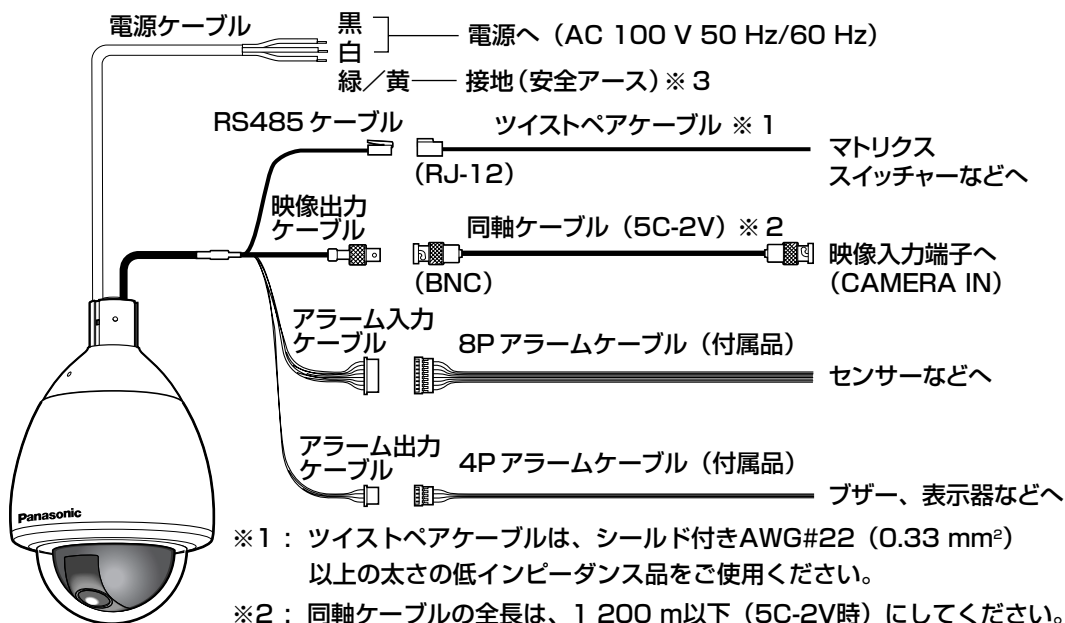 電源ケーブル
黒
白
電源へ（AC 100 V 50 Hz/60 Hz）
緑／黄
接地（安全アース）※ 3
RS485 ケーブル
ツイストペアケーブル ※ 1
（RJ-12）
マトリクス
スイッチャーなどへ
映像出力
ケーブル
同軸ケーブル（5C-2V）※ 2
（BNC）
映像入力端子へ
（CAMERA IN）
アラーム入力
ケーブル
8P アラームケーブル（付属品）
センサーなどへ
アラーム出力
ケーブル
4P アラームケーブル（付属品）
ブザー、表示器などへ
Panasonic
※1 : ツイストペアケーブルは、シールド付きAWG#22（0.33 mm²）
以上の太さの低インピーダンス品をご使用ください。
※2 : 同軸ケーブルの全長は、1 200 m以下（5C-2V時）にしてください。